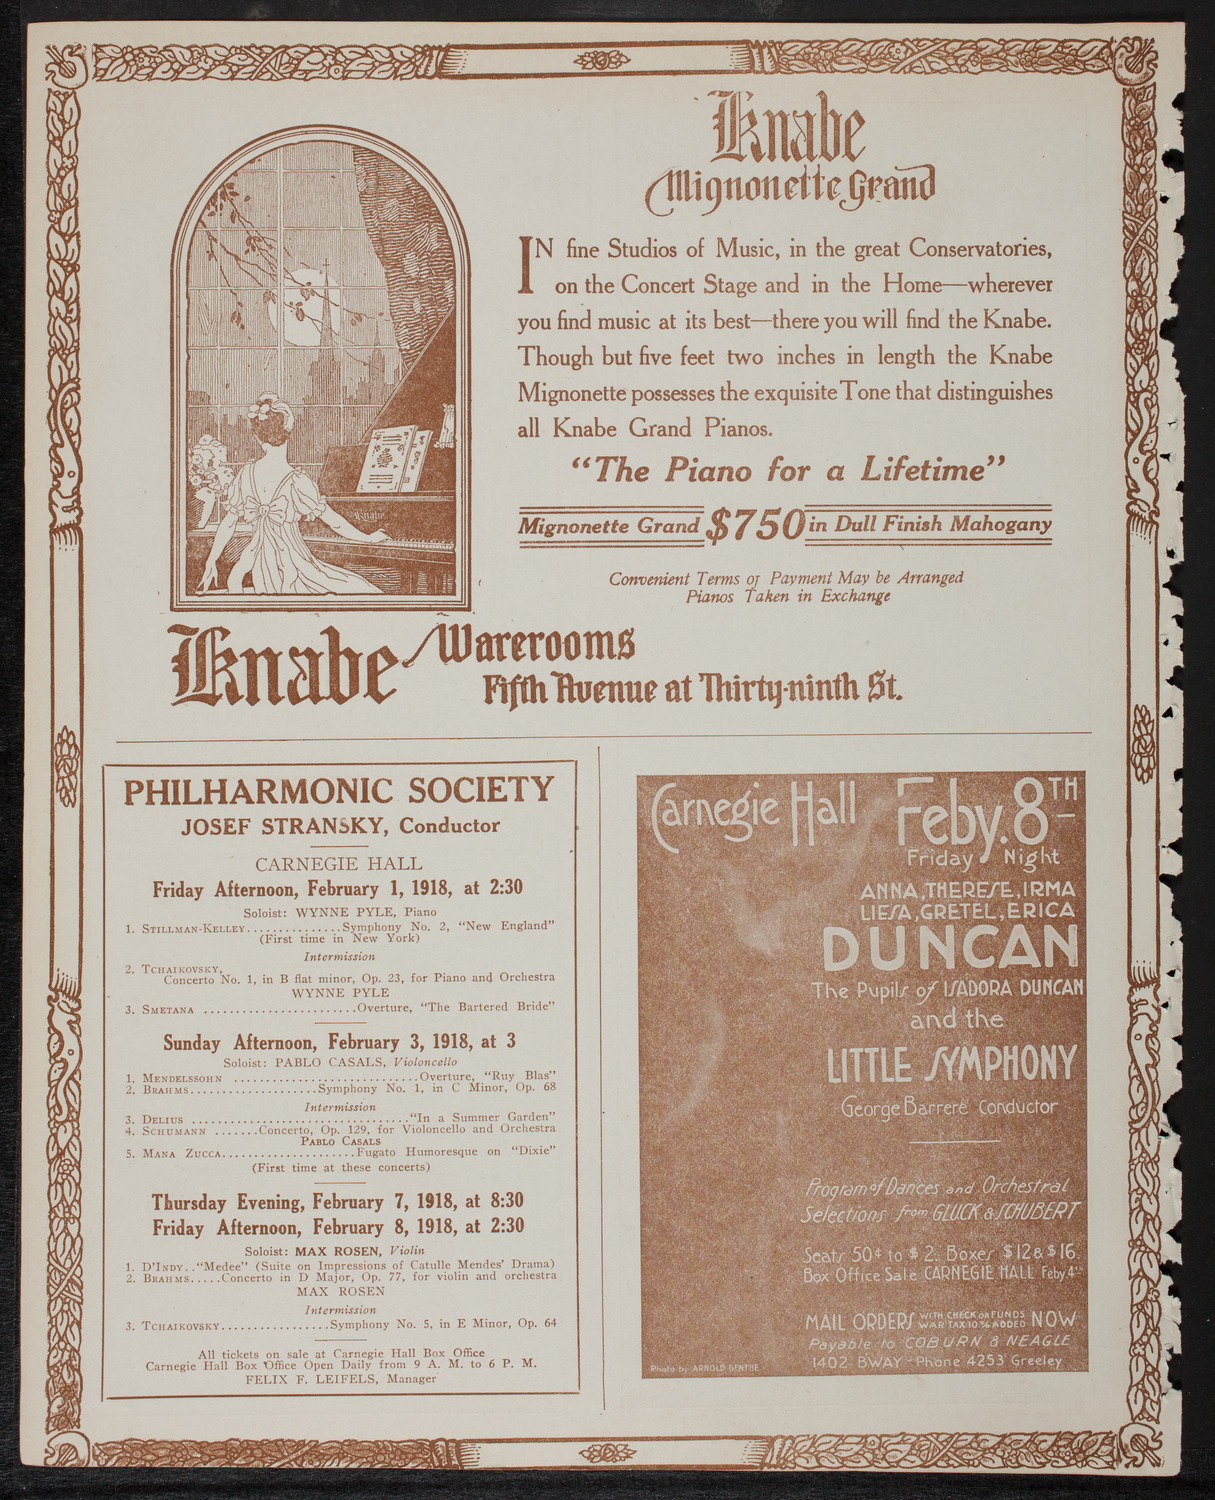 Knabe
Mignonette Grand
IN fine Studios of Music, in the great Conservatories,
on the Concert Stage and in the Home—wherever
you find music at its best—there you will find the Knabe.
Though but five feet two inches in length the Knabe
Mignonette possesses the exquisite Tone that distinguishes
all Knabe Grand Pianos.
"The Piano for a Lifetime"
Mignonette Grand $750 in Dull Finish Mahogany
Convenient Terms of Payment May be Arranged
Pianos Taken in Exchange
Knabe
Knabe Warerooms
Fifth Avenue at Thirty-ninth St.
PHILHARMONIC SOCIETY
JOSEF STRANSKY, Conductor
CARNEGIE HALL
Friday Afternoon, February 1, 1918, at 2:30
Soloist: WYNNE PYLE, Piano
1. STILLMAN-KELLEY...............Symphony No. 2, "New England"
(First time in New York)
Intermission
2. TCHAIKOVSKY,
Concerto No. 1, in B flat minor, Op. 23, for Piano and Orchestra
WYNNE PYLE
3. SMETANA ........................Overture, "The Bartered Bride"
Sunday Afternoon, February 3, 1918, at 3
Soloist: PABLO CASALS, Violoncello
1. MENDELSSOHN ............................Overture, "Ruy Blas"
2. BRAHMS....................Symphony No. 1, in C Minor, Op. 68
Intermission
3. DELIUS ..................................."In a Summer Garden"
4. SCHUMANN .......Concerto, Op. 129, for Violoncello and Orchestra
PABLO CASALS
5. MANA ZUCCA.....................Fugato Humoresque on "Dixie"
(First time at these concerts)
Thursday Evening, February 7, 1918, at 8:30
Friday Afternoon, February 8, 1918, at 2:30
Soloist: MAX ROSEN, Violin
1. D'INDY.."Medee" (Suite on Impressions of Catulle Mendes' Drama)
2. BRAHMS.....Concerto in D Major, Op. 77, for violin and orchestra
MAX ROSEN
Intermission
3. TCHAIKOVSKY.................Symphony No. 5, in E Minor, Op. 64
All tickets on sale at Carnegie Hall Box Office
Carnegie Hall Box Office Open Daily from 9 A. M. to 6 P. M.
FELIX F. LEIFELS, Manager
Carnegie Hall Feby. 8TH
Friday Night
ANNA, THERESE, IRMA
LIESA, GRETEL, ERICA
DUNCAN
The Pupils of ISADORA DUNCAN
and the
LITTLE SYMPHONY
George Barrere Conductor
Program of Dances and Orchestral
Selections from GLUCK & SCHUBERT
Seats 50¢ to $2. Boxes $12 & $16.
Box Office Sale CARNEGIE HALL Feby. 4th
MAIL ORDERS WITH CHECK OR FUNDS WAR TAX 10% ADDED NOW
Payable to COBURN & NEAGLE
1402 BWAY - Phone 4253 Greeley
Photo by ARNOLD GENTHE